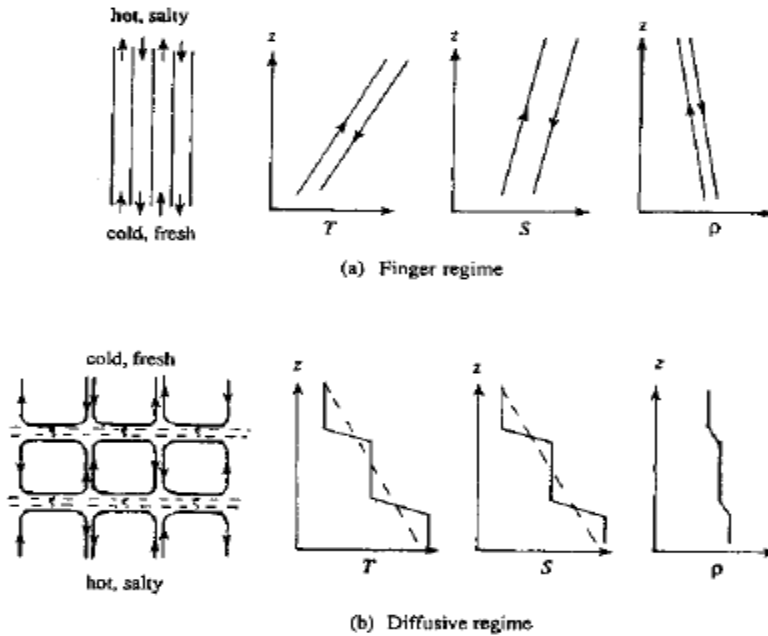 hot, salty
z
z
z
cold, fresh
T
S
ρ
(a) Finger regime
cold, fresh
z
z
z
hot, salty
T
S
ρ
(b) Diffusive regime